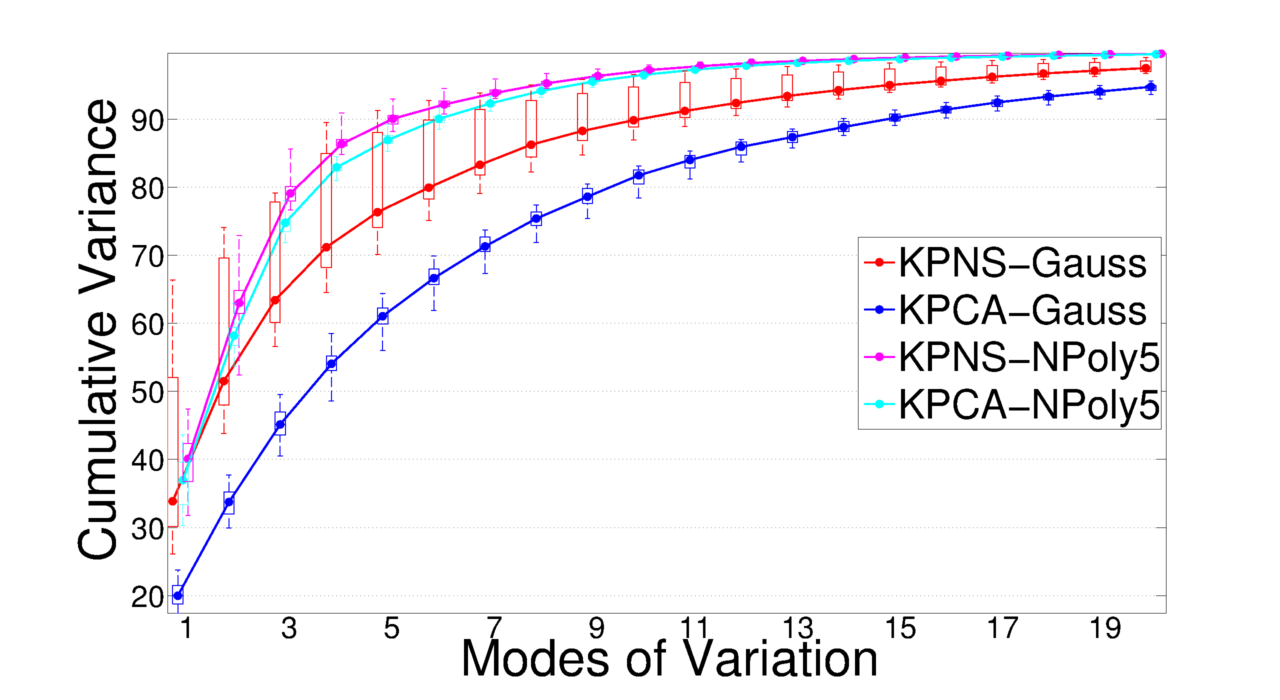 Cumulative Variance
90
80
70
60
50
40
30
20
KPNS-Gauss
KPCA-Gauss
KPNS-NPoly5
KPCA-NPoly5
1 3 5 7 9 11 13 15 17 19
Modes of Variation